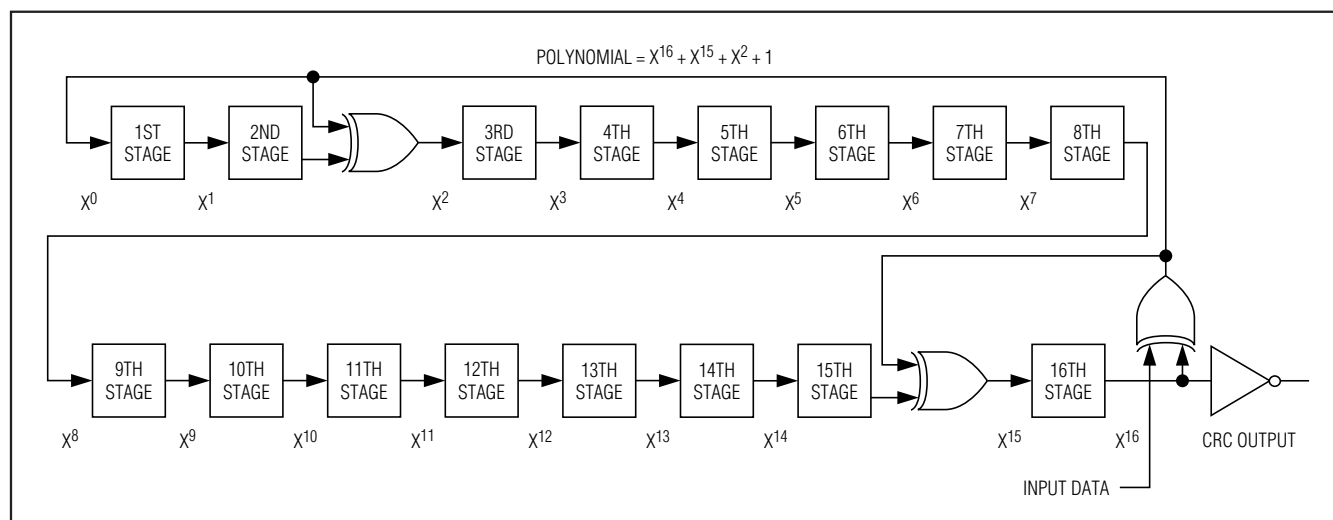 POLYNOMIAL = X16 + X15 + X2 + 1
1ST
STAGE
2ND
STAGE
3RD
STAGE
4TH
STAGE
5TH
STAGE
6TH
STAGE
7TH
STAGE
8TH
STAGE
X0
X1
X2
X3
X4
X5
X6
X7
9TH
STAGE
10TH
STAGE
11TH
STAGE
12TH
STAGE
13TH
STAGE
14TH
STAGE
15TH
STAGE
16TH
STAGE
X8
X9
X10
X11
X12
X13
X14
X15
X16
CRC OUTPUT
INPUT DATA